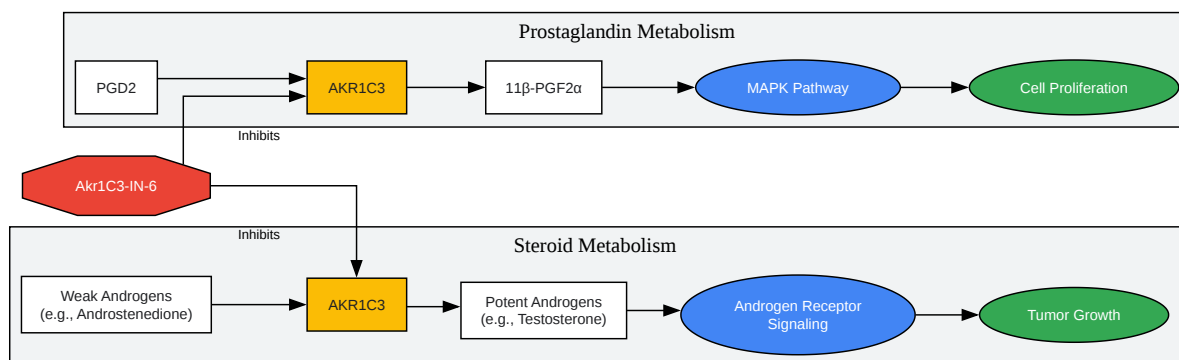 Prostaglandin Metabolism
PGD2
AKR1C3
11β-PGF2α
MAPK Pathway
Cell Proliferation
Inhibits
Akr1C3-IN-6
Inhibits
Steroid Metabolism
Weak Androgens
(e.g., Androstenedione)
AKR1C3
Potent Androgens
(e.g., Testosterone)
Androgen Receptor
Signaling
Tumor Growth